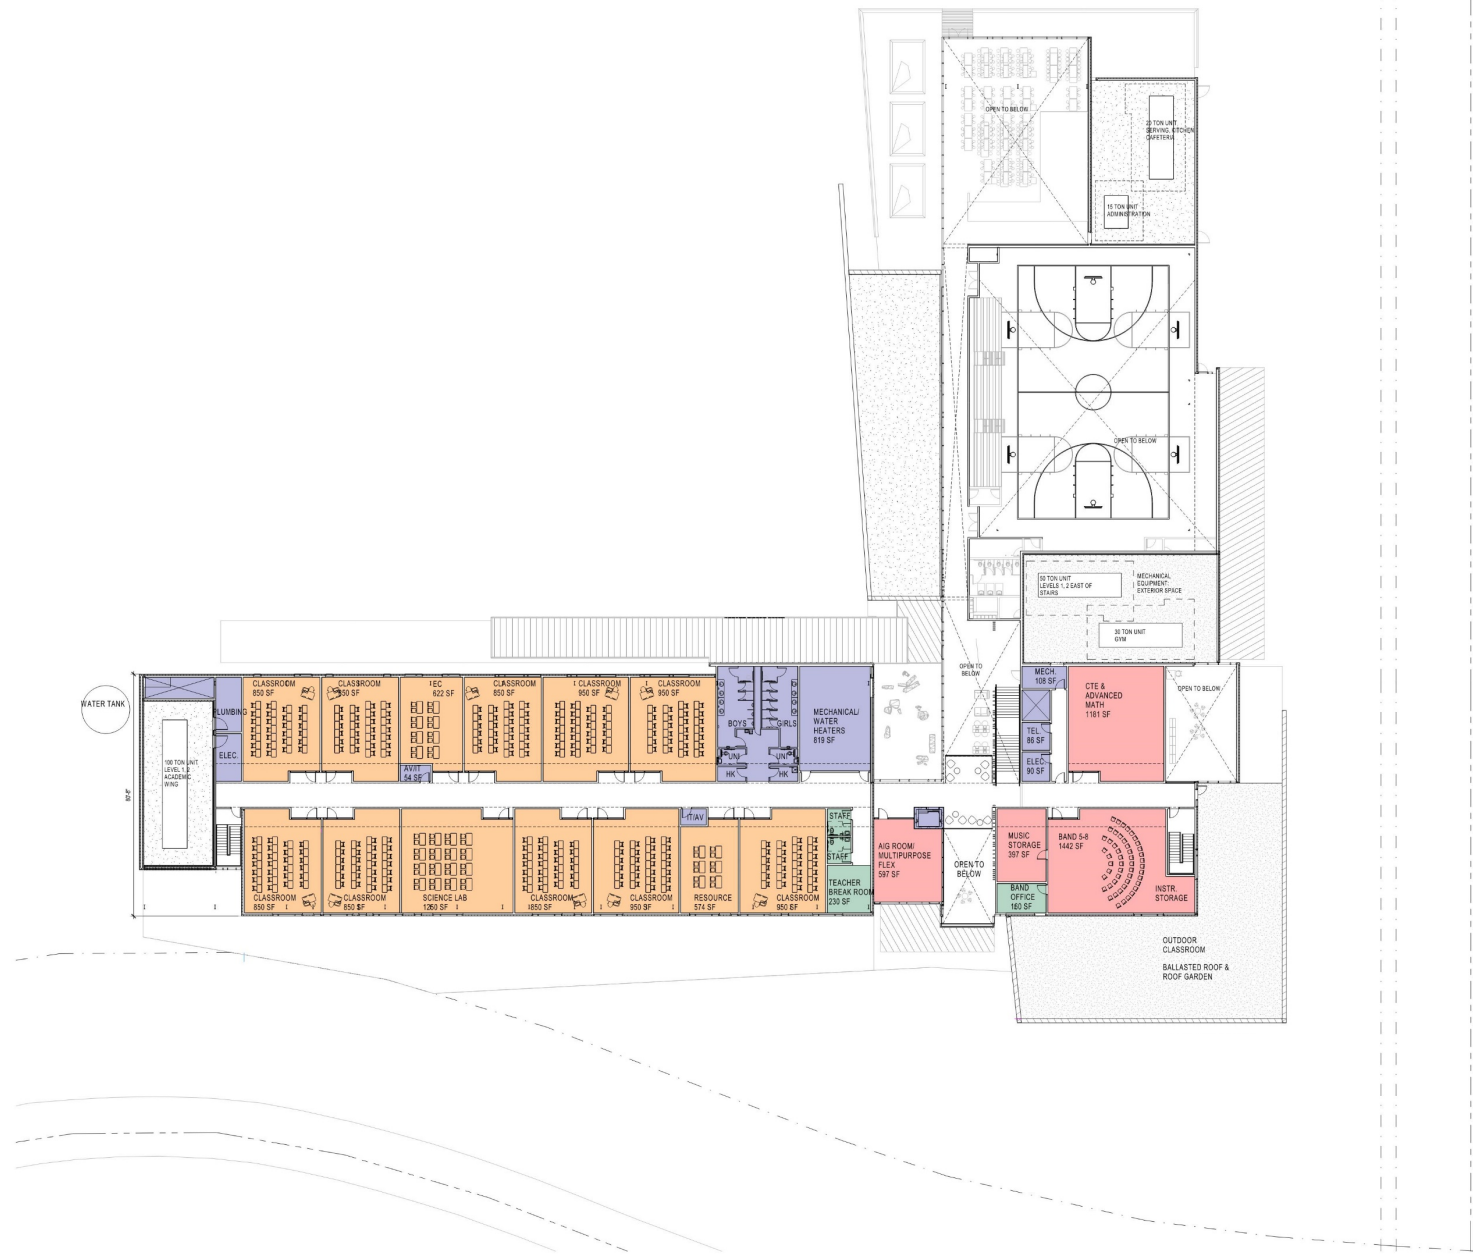 OPEN TO BELOW
20 TON UNIT
SERVING, KITCHEN
CAFETERIA
15 TON UNIT
ADMINISTRATION
OPEN TO BELOW
50 TON UNIT
LEVELS 1, 2 EAST OF
STAIRS
MECHANICAL
EQUIPMENT:
EXTERIOR SPACE
30 TON UNIT
GYM
OPEN TO
BELOW
MECH.
108 SF
CTE &
ADVANCED
MATH
1181 SF
OPEN TO BELOW
TEL.
86 SF
ELEC.
90 SF
WATER TANK
100 TON UNIT
LEVEL 1, 2
ACADEMIC
WING
PLUMBING
ELEC.
CLASSROOM
850 SF
CLASSROOM
850 SF
EC
622 SF
AV/IT
54 SF
CLASSROOM
850 SF
CLASSROOM
950 SF
CLASSROOM
950 SF
BOYS
GIRLS
UNI
UNI
HK
HK
MECHANICAL/
WATER
HEATERS
819 SF
CLASSROOM
850 SF
CLASSROOM
850 SF
SCIENCE LAB
1250 SF
CLASSROOM
850 SF
CLASSROOM
950 SF
IT/AV
RESOURCE
574 SF
CLASSROOM
950 SF
STAFF
STAFF
TEACHER
BREAK ROOM
230 SF
AIG ROOM/
MULTIPURPOSE
FLEX
597 SF
OPEN TO
BELOW
MUSIC
STORAGE
397 SF
BAND
OFFICE
160 SF
BAND 5-8
1442 SF
INSTR.
STORAGE
OUTDOOR
CLASSROOM
BALLASTED ROOF &
ROOF GARDEN